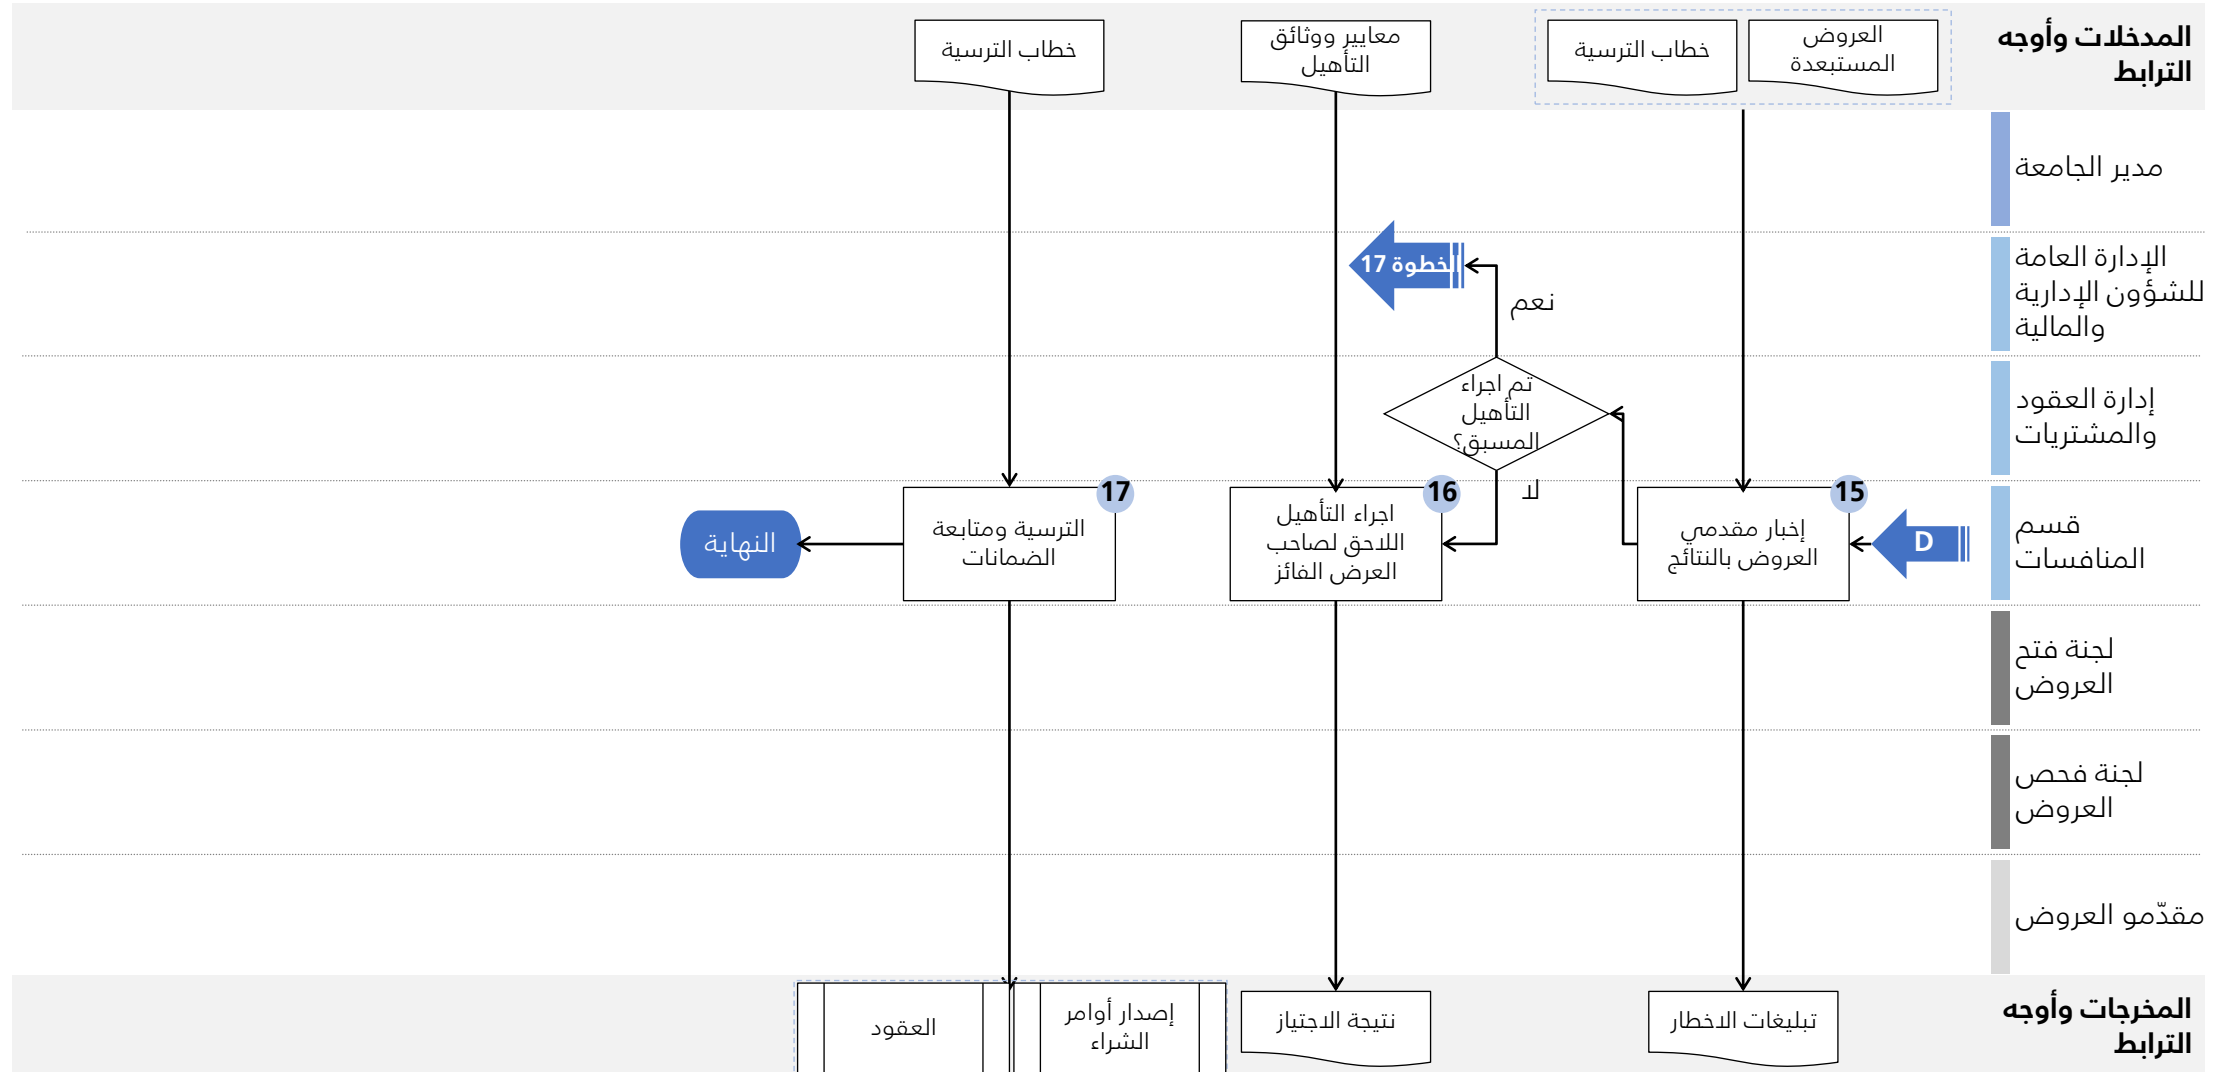 المدخلات وأوجه
الترابط
العروض
المستبعدة
خطاب الترسية
معايير ووثائق
التأهيل
خطاب الترسية
مدير الجامعة
الإدارة العامة
للشؤون الإدارية
والمالية
الخطوة 17
نعم
إدارة العقود
والمشتريات
تم اجراء
التأهيل
المسبق؟
لا
قسم
المنافسات
D
15
إخبار مقدمي
العروض بالنتائج
16
اجراء التأهيل
اللاحق لصاحب
العرض الفائز
17
الترسية ومتابعة
الضمانات
النهاية
لجنة فتح
العروض
لجنة فحص
العروض
مقدّمو العروض
المخرجات وأوجه
الترابط
تبليغات الاخطار
نتيجة الاجتياز
إصدار أوامر
الشراء
العقود